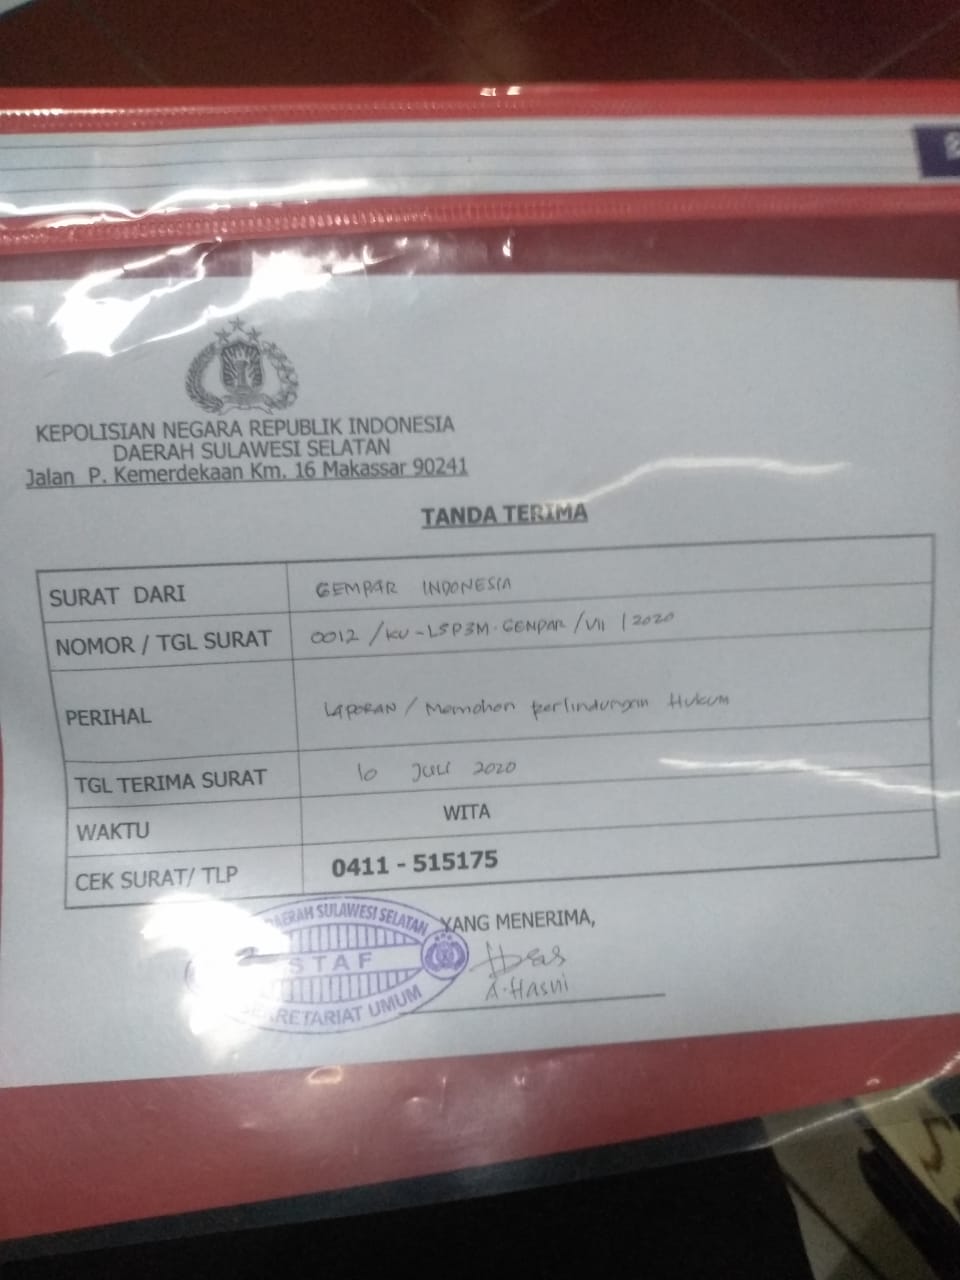 KEPOLISIAN NEGARA REPUBLIK INDONESIA
DAERAH SULAWESI SELATAN
Jalan P. Kemerdekaan Km. 16 Makassar 90241
TANDA TERIMA
SURAT DARI GEMPAR INDONESIA
NOMOR / TGL SURAT 0012 /KU-LSP3M.GEMPAR /VII /2020
PERIHAL LAPORAN / Memohon perlindungan Hukum
TGL TERIMA SURAT 10 JULI 2020
WAKTU WITA
CEK SURAT/ TLP 0411 - 515175
DAERAH SULAWESI SELATAN
YANG MENERIMA,
STAF
SEKRETARIAT UMUM
A. Hasni